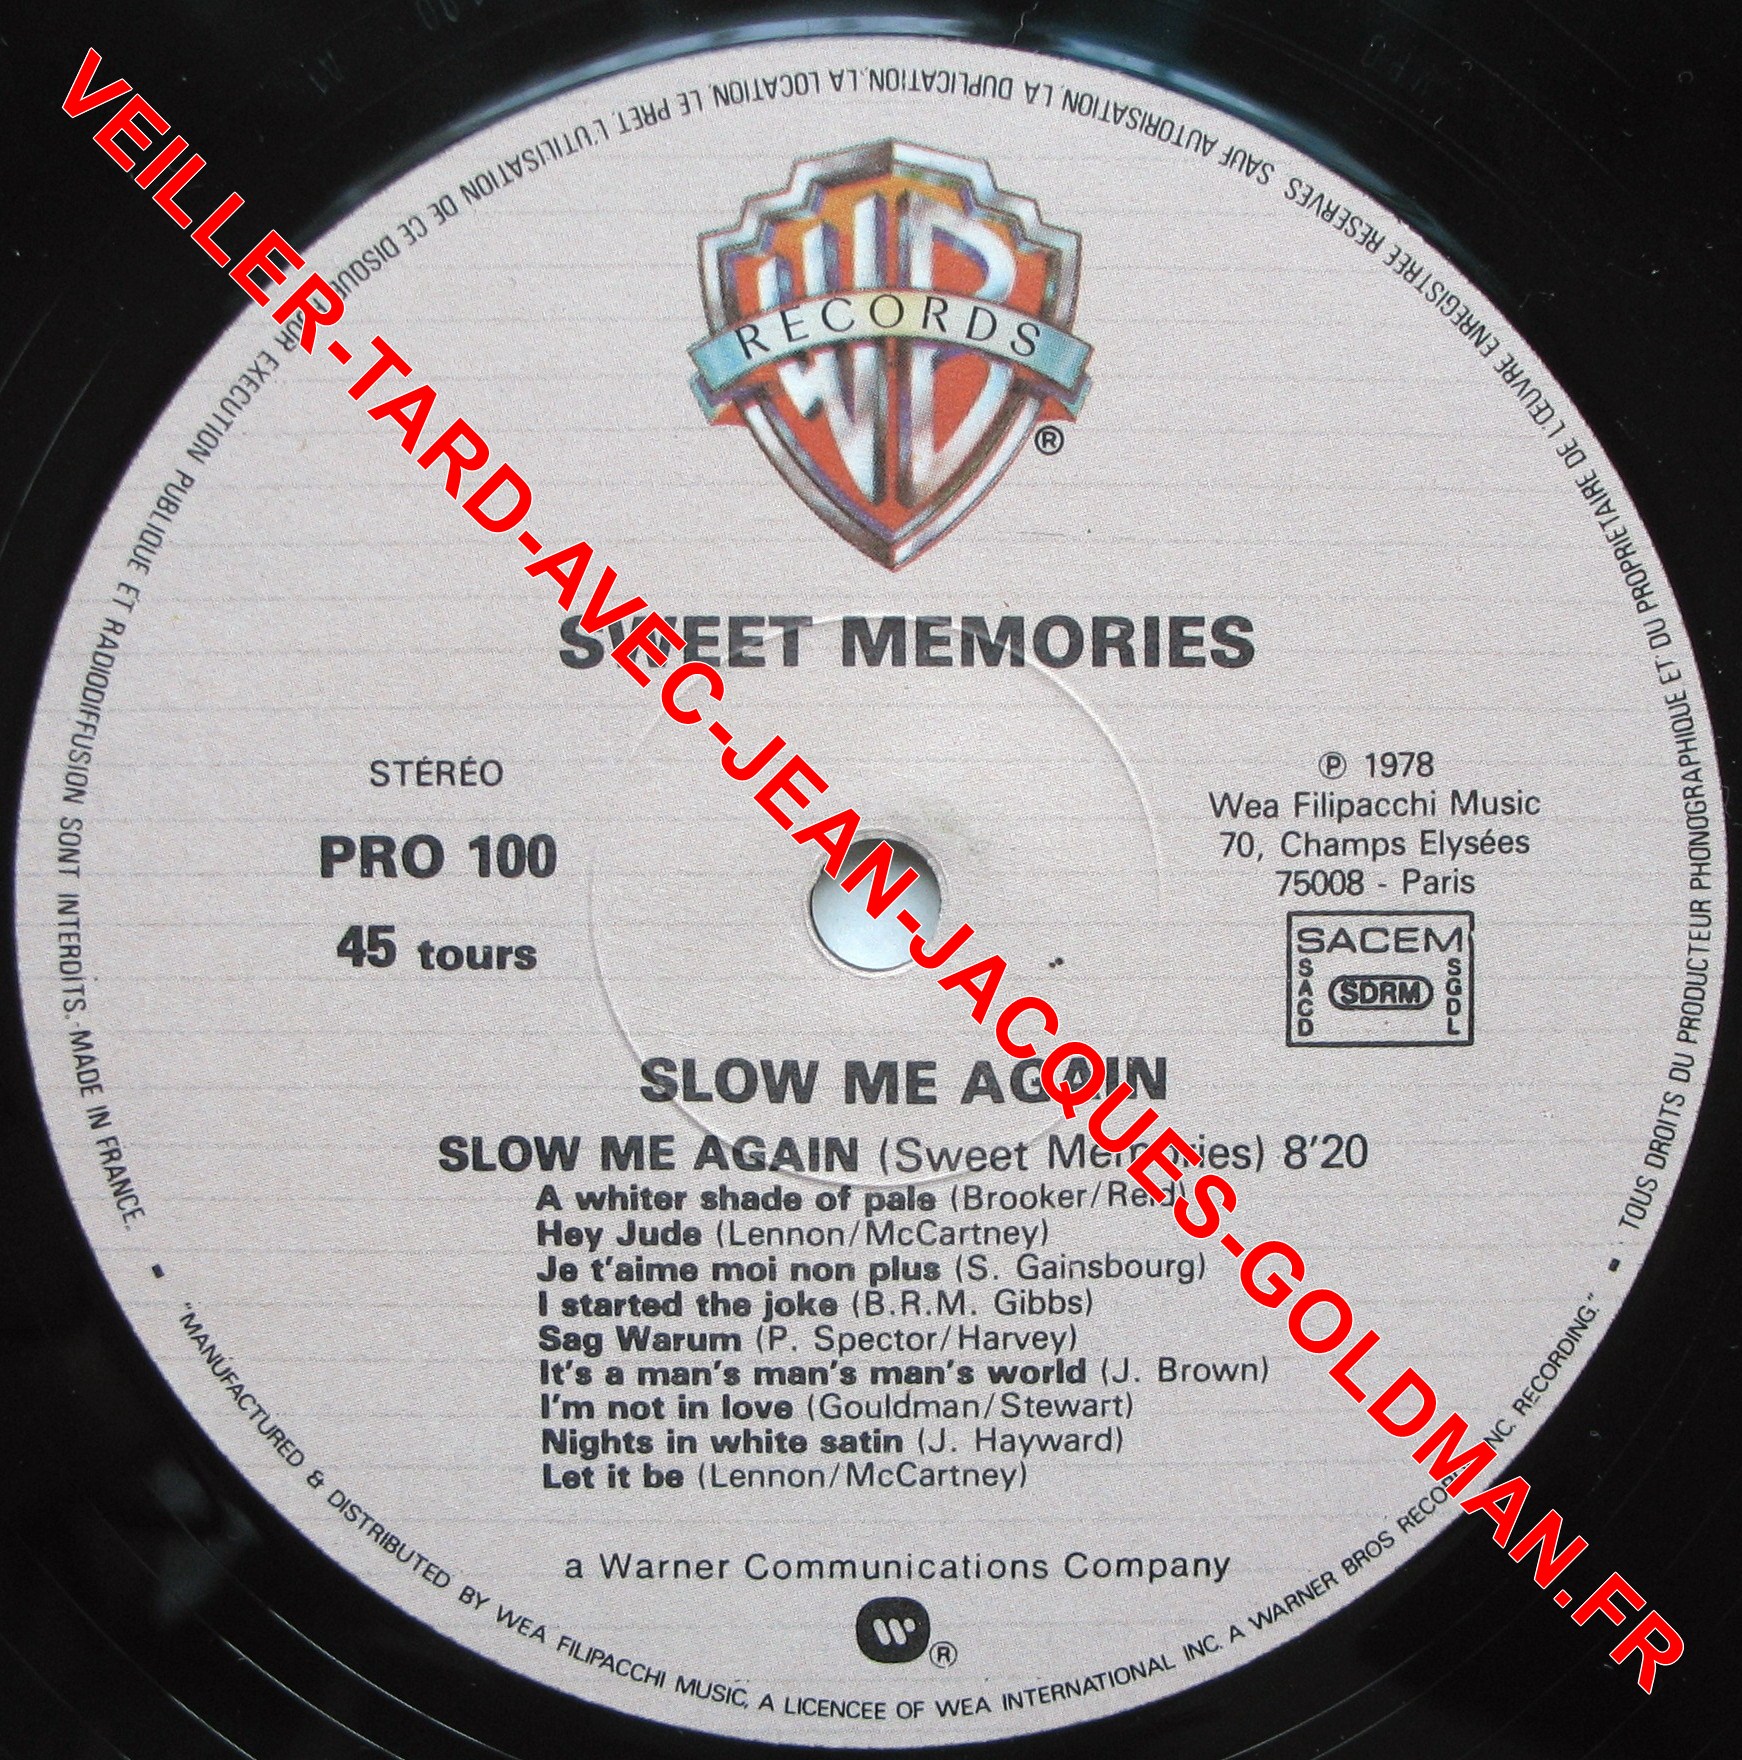 TOUS DROITS DU PRODUCTEUR PHONOGRAPHIQUE ET DU PROPRIETAIRE DE L'ŒUVRE ENREGISTREE RESERVES. SAUF AUTORISATION, LA DUPLICATION, LA LOCATION, LE PRET, L'UTILISATION DE CE DISQUE POUR EXECUTION PUBLIQUE ET RADIODIFFUSION SONT INTERDITS.-MADE IN FRANCE.
WB
RECORDS
®
SWEET MEMORIES
STÉRÉO
PRO 100
45 tours
℗ 1978
Wea Filipacchi Music
70, Champs Elysées
75008 - Paris
SACEM
SACD
SDRM
SGDL
SLOW ME AGAIN
SLOW ME AGAIN (Sweet Memories) 8'20
A whiter shade of pale (Brooker/Reid)
Hey Jude (Lennon/McCartney)
Je t'aime moi non plus (S. Gainsbourg)
I started the joke (B.R.M. Gibbs)
Sag Warum (P. Spector/Harvey)
It's a man's man's man's world (J. Brown)
I'm not in love (Gouldman/Stewart)
Nights in white satin (J. Hayward)
Let it be (Lennon/McCartney)
a Warner Communications Company
®
"MANUFACTURED & DISTRIBUTED BY WEA FILIPACCHI MUSIC, A LICENCEE OF WEA INTERNATIONAL INC. A WARNER BROS RECORDS INC. RECORDING."
VEILLER-TARD-AVEC-JEAN-JACQUES-GOLDMAN.FR